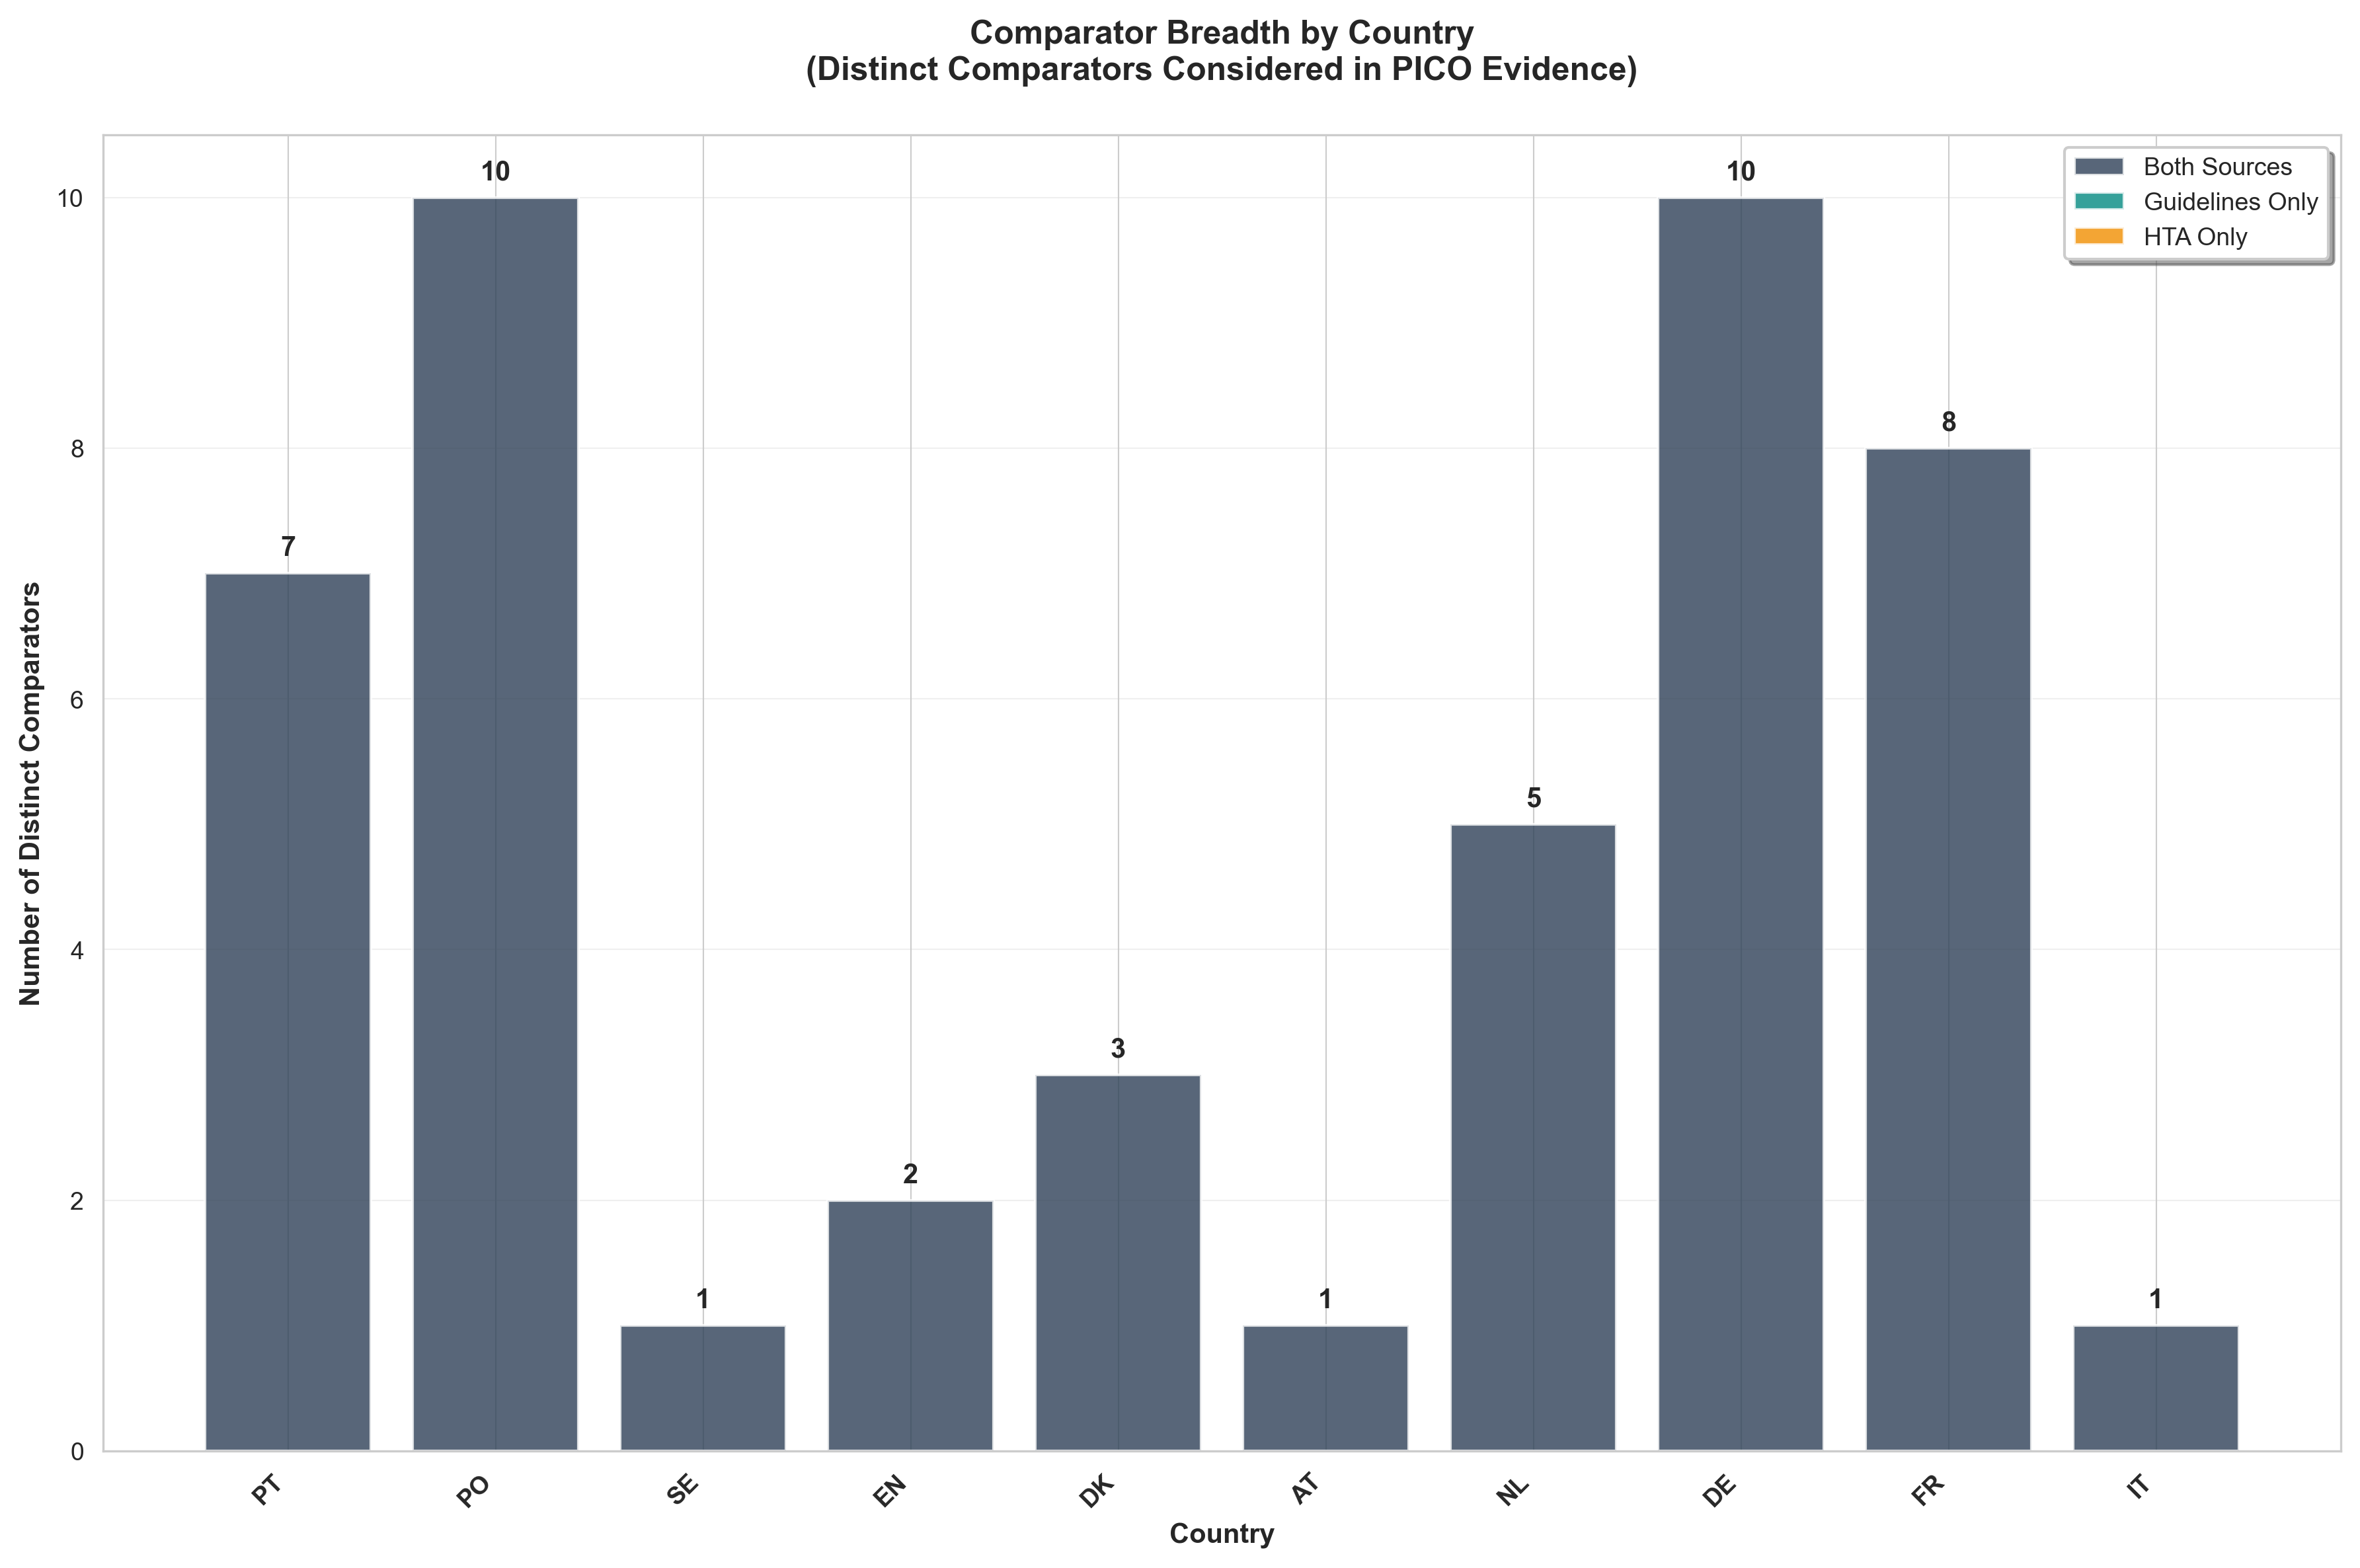 Comparator Breadth by Country
(Distinct Comparators Considered in PICO Evidence)
Both Sources
Guidelines Only
HTA Only
Number of Distinct Comparators
10
8
6
4
2
0
7
10
1
2
3
1
5
10
8
1
PT
PO
SE
EN
DK
AT
NL
DE
FR
IT
Country